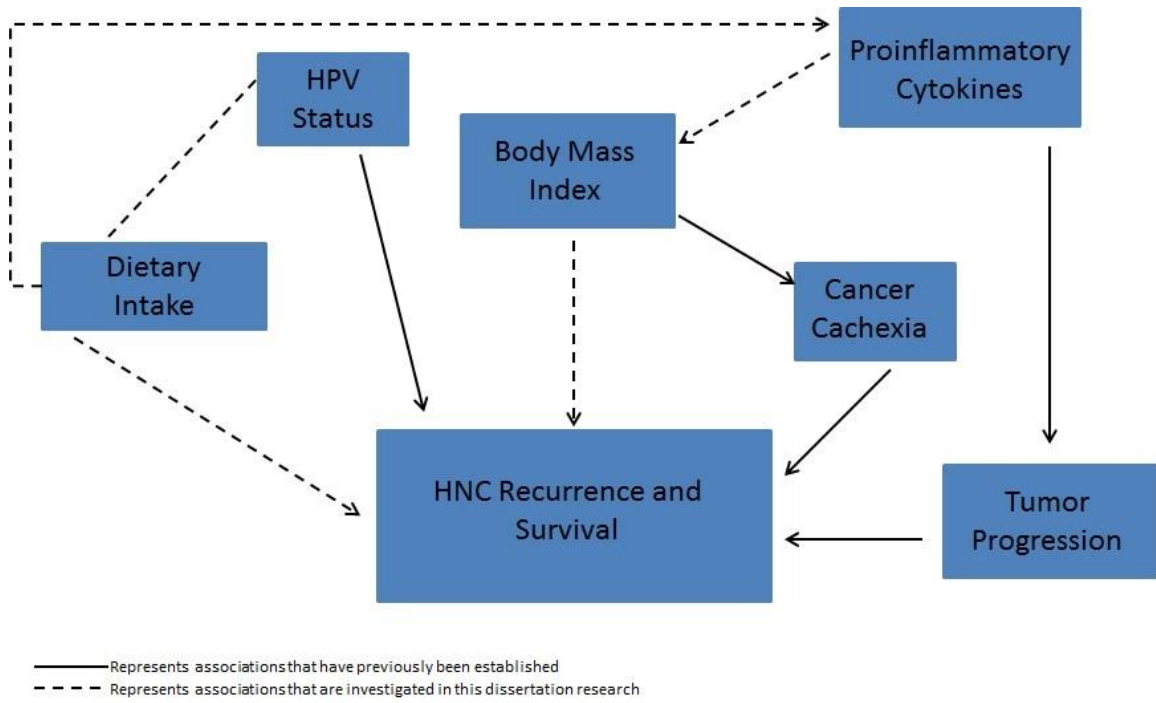 Proinflammatory
Cytokines
HPV
Status
Body Mass
Index
Dietary
Intake
Cancer
Cachexia
HNC Recurrence and
Survival
Tumor
Progression
Represents associations that have previously been established
Represents associations that are investigated in this dissertation research